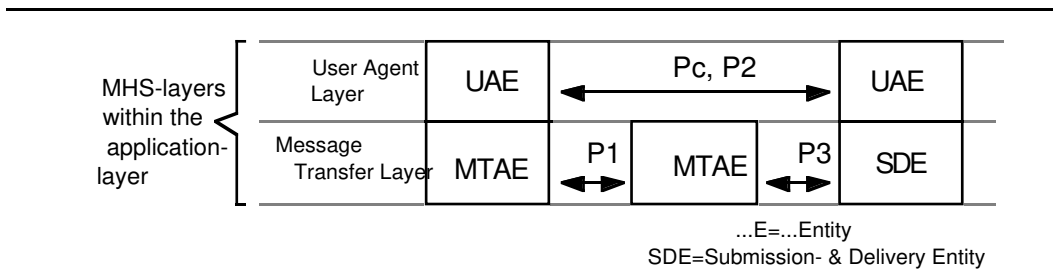 MHS-layers
within the
application-
layer
User Agent
Layer
UAE
Pc, P2
UAE
Message
Transfer Layer
MTAE
P1
MTAE
P3
SDE
...E=...Entity
SDE=Submission- & Delivery Entity